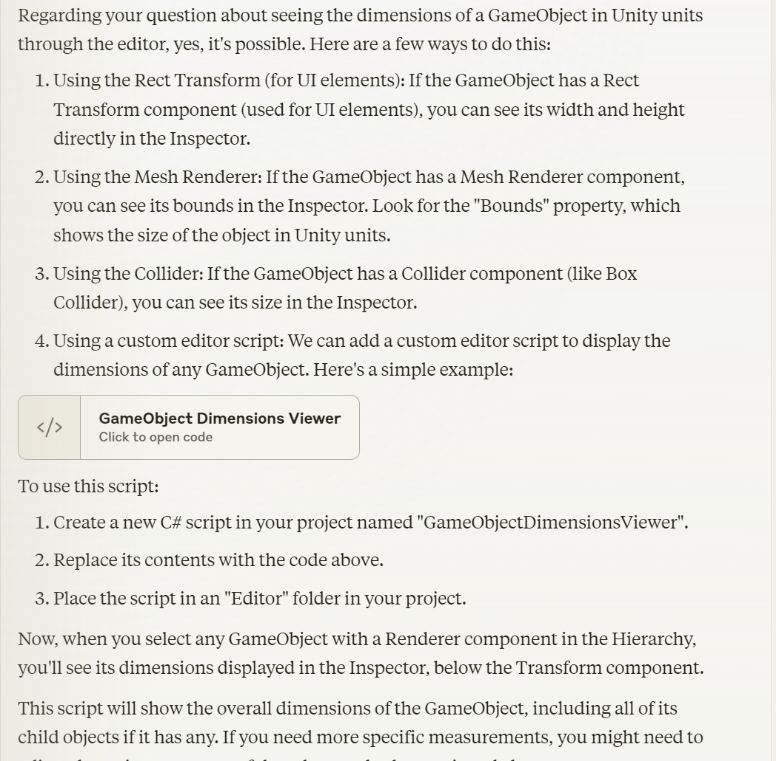 Regarding your question about seeing the dimensions of a GameObject in Unity units
through the editor, yes, it's possible. Here are a few ways to do this:
1. Using the Rect Transform (for UI elements): If the GameObject has a Rect
Transform component (used for UI elements), you can see its width and height
directly in the Inspector.
2. Using the Mesh Renderer: If the GameObject has a Mesh Renderer component,
you can see its bounds in the Inspector. Look for the "Bounds" property, which
shows the size of the object in Unity units.
3. Using the Collider: If the GameObject has a Collider component (like Box
Collider), you can see its size in the Inspector.
4. Using a custom editor script: We can add a custom editor script to display the
dimensions of any GameObject. Here's a simple example:
</> GameObject Dimensions Viewer
Click to open code
To use this script:
1. Create a new C# script in your project named "GameObjectDimensionsViewer".
2. Replace its contents with the code above.
3. Place the script in an "Editor" folder in your project.
Now, when you select any GameObject with a Renderer component in the Hierarchy,
you'll see its dimensions displayed in the Inspector, below the Transform component.
This script will show the overall dimensions of the GameObject, including all of its
child objects if it has any. If you need more specific measurements, you might need to